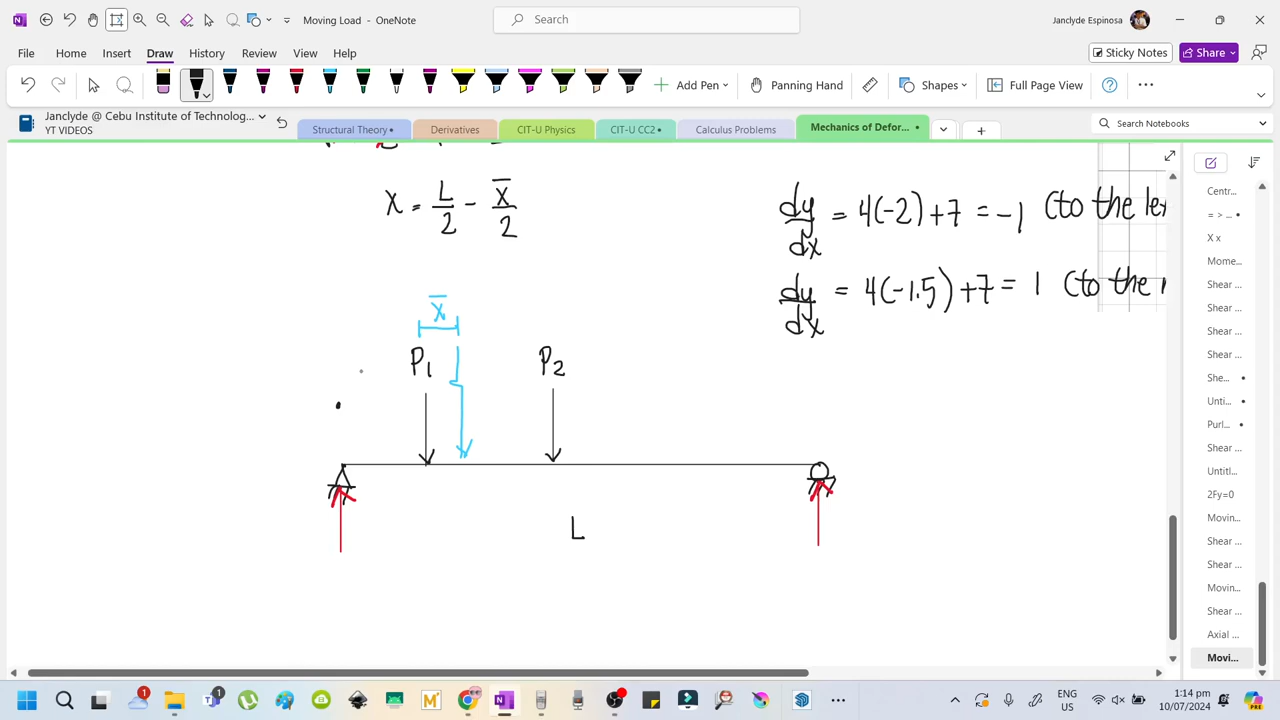 Moving Load - OneNote
Search
Janclyde Espinosa
File Home Insert Draw History Review View Help
Sticky Notes
Share
Add Pen
Panning Hand
Shapes
Full Page View
Janclyde @ Cebu Institute of Technolog...
YT VIDEOS
Structural Theory
Derivatives
CIT-U Physics
CIT-U CC2
Calculus Problems
Mechanics of Defor...
Search Notebooks
x = L/2 - x̄/2
dy/dx = 4(-2)+7 = -1 (to the le
dy/dx = 4(-1.5)+7 = 1 (to the
x̄
P1
P2
L
Centr...
= > ...
X x
Mome...
Shear ...
Shear ...
Shear ...
Shear ...
She...
Unti...
Purl...
Shear ...
Untitl...
2Fy=0
Movin...
Shear ...
Shear ...
Movin...
Shear ...
Axial ...
Movi...
1
1
ENG
US
1:14 pm
10/07/2024
PRE